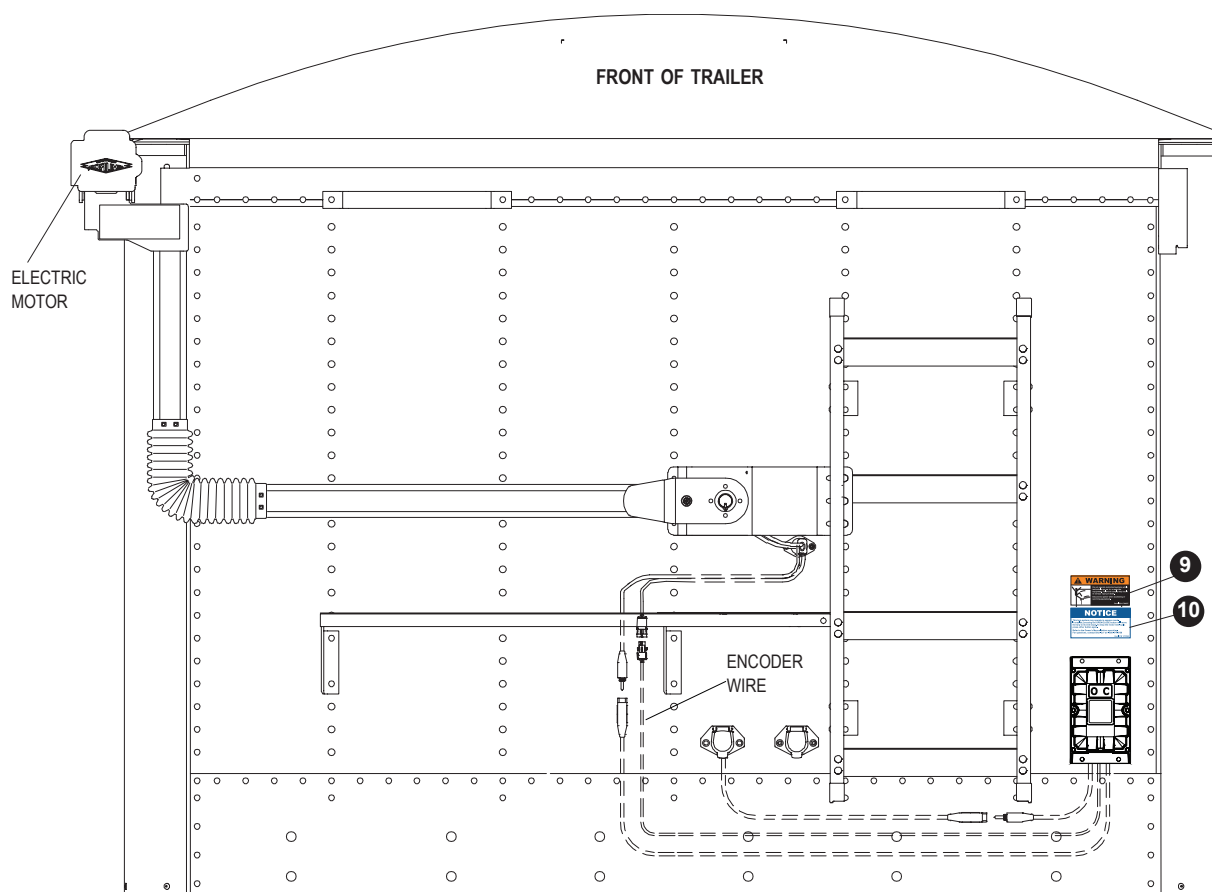 FRONT OF TRAILER
ELECTRIC
MOTOR
9
WARNING
10
NOTICE
ENCODER
WIRE
O C